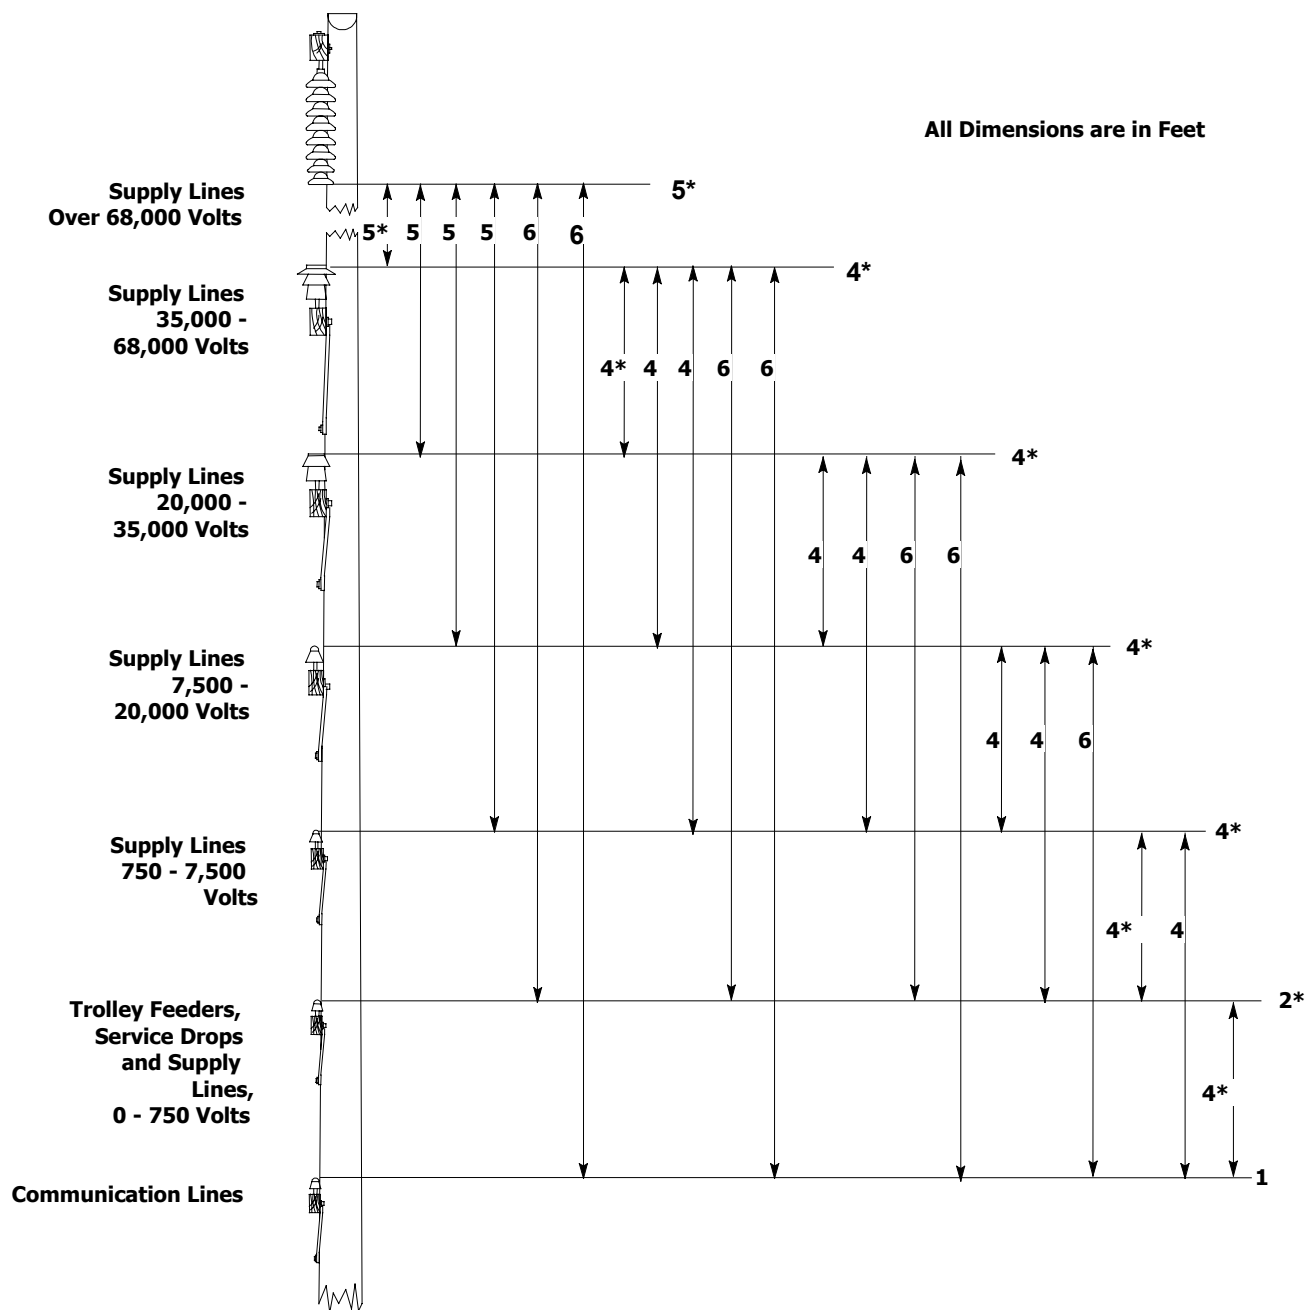 All Dimensions are in Feet
Supply Lines
Over 68,000 Volts
5*
5* 5 5 5 6 6
4*
Supply Lines
35,000 -
68,000 Volts
4* 4 4 6 6
4*
Supply Lines
20,000 -
35,000 Volts
4 4 6 6
4*
Supply Lines
7,500 -
20,000 Volts
4 4 6
4*
Supply Lines
750 - 7,500
Volts
4* 4
2*
Trolley Feeders,
Service Drops
and Supply
Lines,
0 - 750 Volts
4*
1
Communication Lines